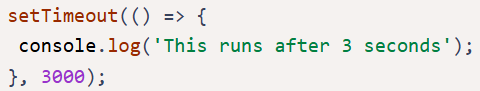 setTimeout(() => {
 console.log('This runs after 3 seconds');
}, 3000);